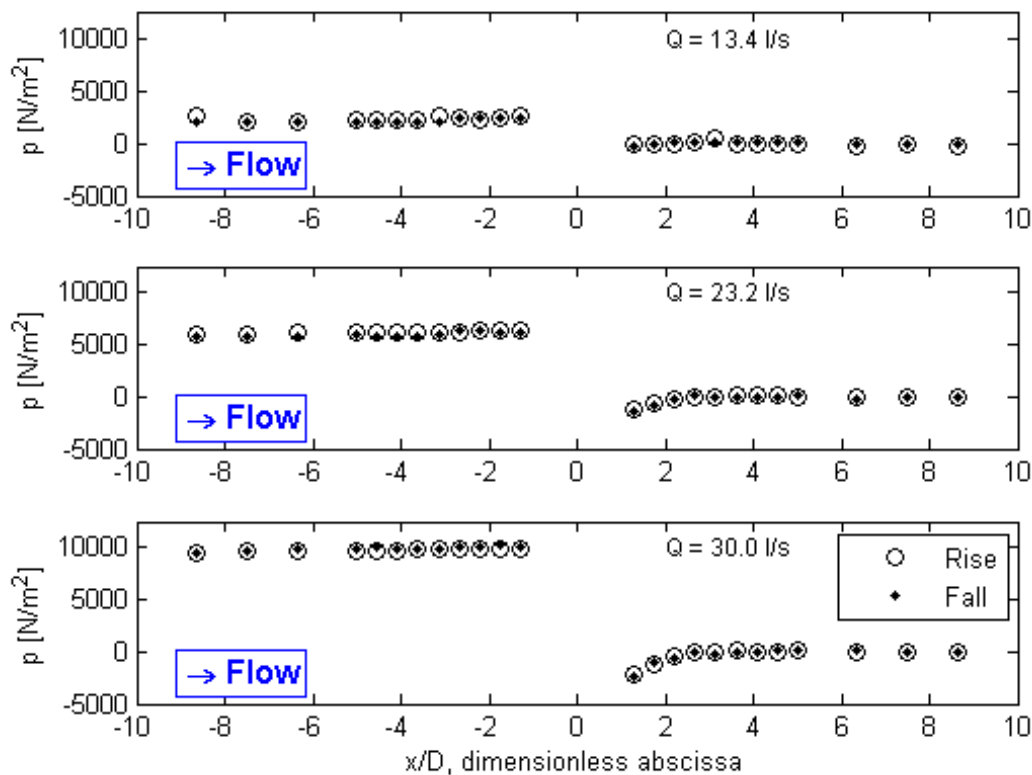 10000
5000
0
-5000
p [N/m²]
Q = 13.4 l/s
→ Flow
-10 -8 -6 -4 -2 0 2 4 6 8 10
10000
5000
0
-5000
p [N/m²]
Q = 23.2 l/s
→ Flow
-10 -8 -6 -4 -2 0 2 4 6 8 10
10000
5000
0
-5000
p [N/m²]
Q = 30.0 l/s
Rise
Fall
→ Flow
-10 -8 -6 -4 -2 0 2 4 6 8 10
x/D, dimensionless abscissa